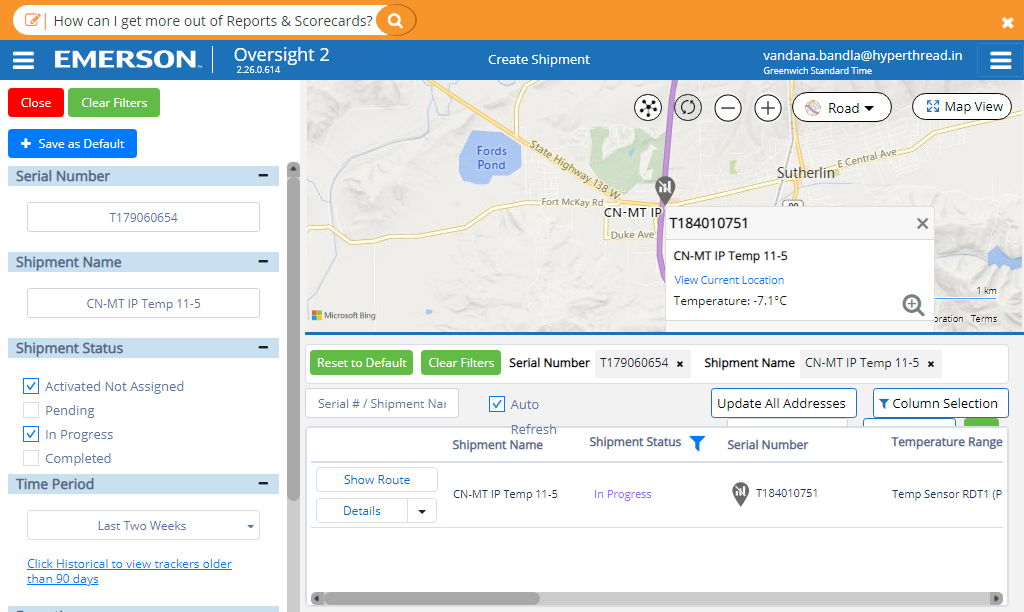 How can I get more out of Reports & Scorecards?
EMERSON
Oversight 2
2.26.0.614
Create Shipment
vandana.bandla@hyperthread.in
Greenwich Standard Time
Close
Clear Filters
Save as Default
Serial Number
T179060654
Shipment Name
CN-MT IP Temp 11-5
Shipment Status
Activated Not Assigned
Pending
In Progress
Completed
Time Period
Last Two Weeks
Click Historical to view trackers older
than 90 days
Road
Map View
Fords
Pond
State Highway 138 W
E Central Ave
Sutherlin
Fort McKay Rd
99
CN-MT IP
Duke Ave
T184010751
CN-MT IP Temp 11-5
View Current Location
Temperature: -7.1°C
1 km
Microsoft Bing
oration
Terms
Reset to Default
Clear Filters
Serial Number
T179060654 ×
Shipment Name
CN-MT IP Temp 11-5 ×
Serial # / Shipment Nar
Auto
Refresh
Update All Addresses
Column Selection
Shipment Name
Shipment Status
Serial Number
Temperature Range
Show Route
Details
CN-MT IP Temp 11-5
In Progress
T184010751
Temp Sensor RDT1 (P